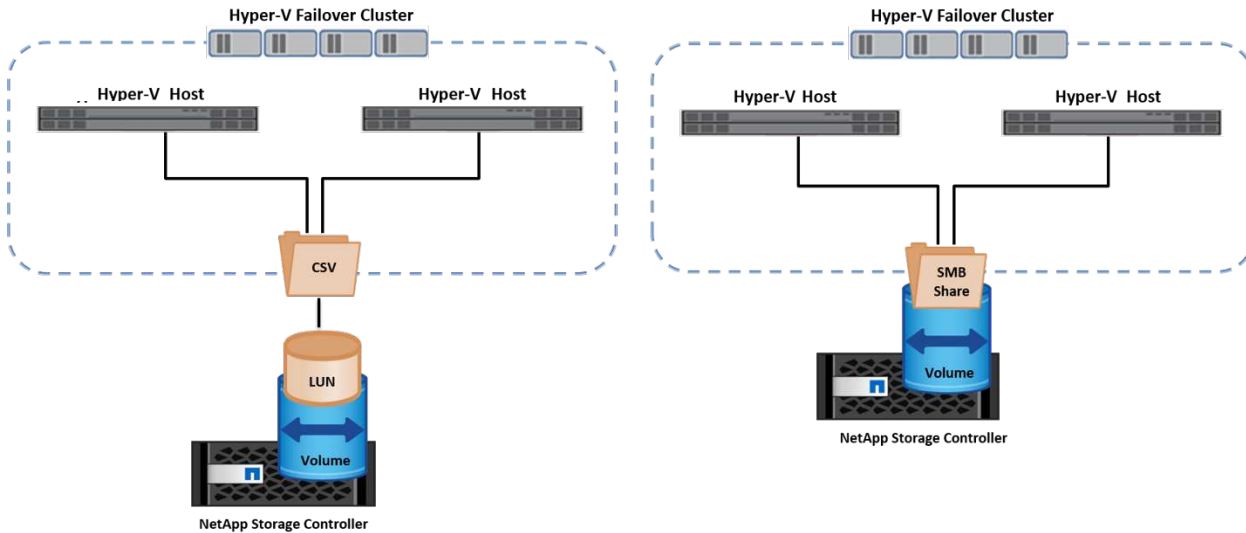 Hyper-V Failover Cluster
Hyper-V Host
Hyper-V Host
CSV
LUN
Volume
NetApp Storage Controller
Hyper-V Failover Cluster
Hyper-V Host
Hyper-V Host
SMB
Share
Volume
NetApp Storage Controller